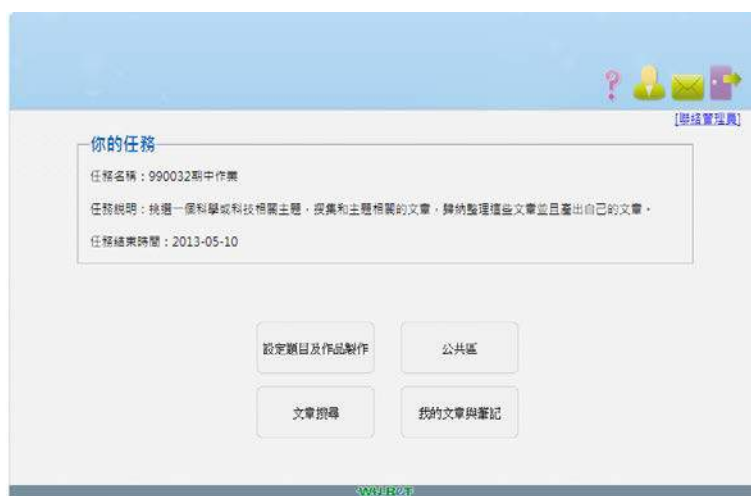 [聯絡管理員]
你的任務
任務名稱：990032期中作業
任務說明：挑選一個科學或科技相關主題，搜集和主題相關的文章，歸納整理這些文章並且產出自己的文章。
任務結束時間：2013-05-10
設定題目及作品製作
公共區
文章搜尋
我的文章與筆記